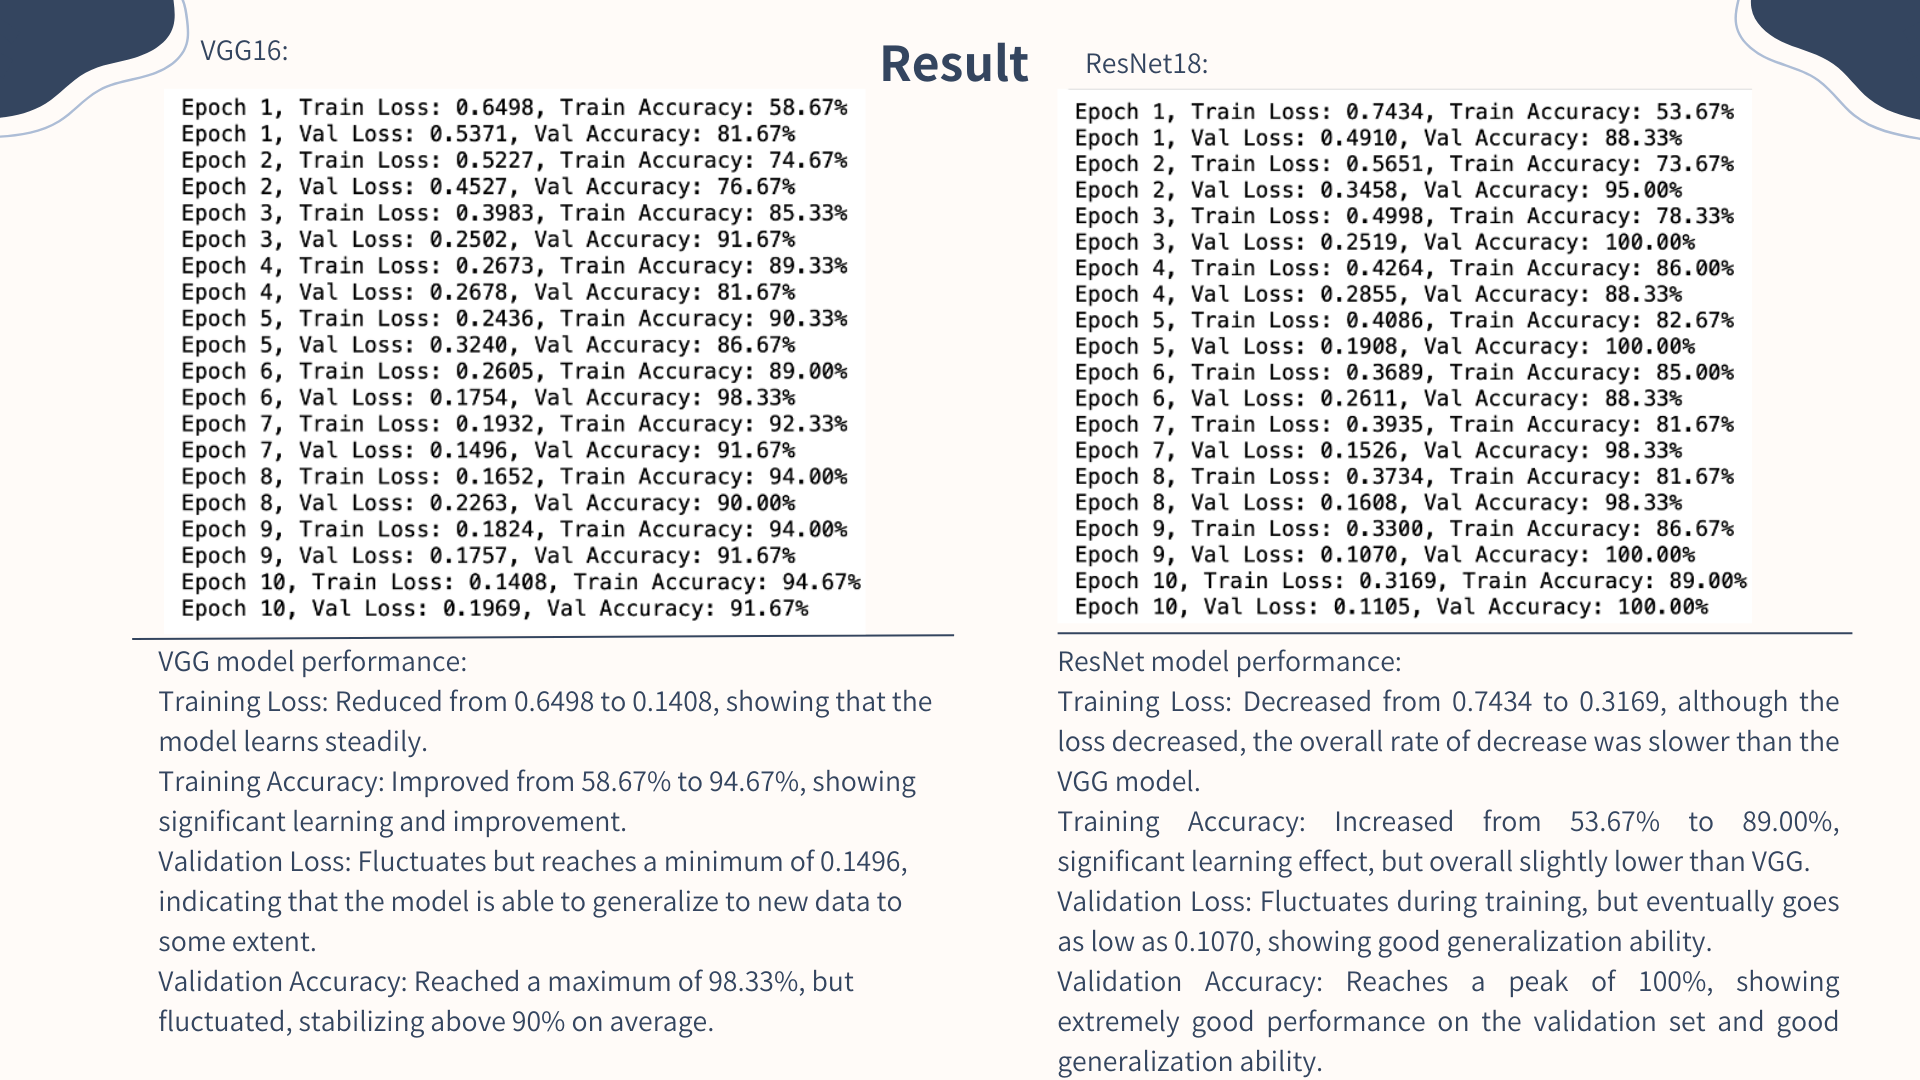 Result
VGG16:
Epoch 1, Train Loss: 0.6498, Train Accuracy: 58.67%
Epoch 1, Val Loss: 0.5371, Val Accuracy: 81.67%
Epoch 2, Train Loss: 0.5227, Train Accuracy: 74.67%
Epoch 2, Val Loss: 0.4527, Val Accuracy: 76.67%
Epoch 3, Train Loss: 0.3983, Train Accuracy: 85.33%
Epoch 3, Val Loss: 0.2502, Val Accuracy: 91.67%
Epoch 4, Train Loss: 0.2673, Train Accuracy: 89.33%
Epoch 4, Val Loss: 0.2678, Val Accuracy: 81.67%
Epoch 5, Train Loss: 0.2436, Train Accuracy: 90.33%
Epoch 5, Val Loss: 0.3240, Val Accuracy: 86.67%
Epoch 6, Train Loss: 0.2605, Train Accuracy: 89.00%
Epoch 6, Val Loss: 0.1754, Val Accuracy: 98.33%
Epoch 7, Train Loss: 0.1932, Train Accuracy: 92.33%
Epoch 7, Val Loss: 0.1496, Val Accuracy: 91.67%
Epoch 8, Train Loss: 0.1652, Train Accuracy: 94.00%
Epoch 8, Val Loss: 0.2263, Val Accuracy: 90.00%
Epoch 9, Train Loss: 0.1824, Train Accuracy: 94.00%
Epoch 9, Val Loss: 0.1757, Val Accuracy: 91.67%
Epoch 10, Train Loss: 0.1408, Train Accuracy: 94.67%
Epoch 10, Val Loss: 0.1969, Val Accuracy: 91.67%
VGG model performance:
Training Loss: Reduced from 0.6498 to 0.1408, showing that the
model learns steadily.
Training Accuracy: Improved from 58.67% to 94.67%, showing
significant learning and improvement.
Validation Loss: Fluctuates but reaches a minimum of 0.1496,
indicating that the model is able to generalize to new data to
some extent.
Validation Accuracy: Reached a maximum of 98.33%, but
fluctuated, stabilizing above 90% on average.
ResNet18:
Epoch 1, Train Loss: 0.7434, Train Accuracy: 53.67%
Epoch 1, Val Loss: 0.4910, Val Accuracy: 88.33%
Epoch 2, Train Loss: 0.5651, Train Accuracy: 73.67%
Epoch 2, Val Loss: 0.3458, Val Accuracy: 95.00%
Epoch 3, Train Loss: 0.4998, Train Accuracy: 78.33%
Epoch 3, Val Loss: 0.2519, Val Accuracy: 100.00%
Epoch 4, Train Loss: 0.4264, Train Accuracy: 86.00%
Epoch 4, Val Loss: 0.2855, Val Accuracy: 88.33%
Epoch 5, Train Loss: 0.4086, Train Accuracy: 82.67%
Epoch 5, Val Loss: 0.1908, Val Accuracy: 100.00%
Epoch 6, Train Loss: 0.3689, Train Accuracy: 85.00%
Epoch 6, Val Loss: 0.2611, Val Accuracy: 88.33%
Epoch 7, Train Loss: 0.3935, Train Accuracy: 81.67%
Epoch 7, Val Loss: 0.1526, Val Accuracy: 98.33%
Epoch 8, Train Loss: 0.3734, Train Accuracy: 81.67%
Epoch 8, Val Loss: 0.1608, Val Accuracy: 98.33%
Epoch 9, Train Loss: 0.3300, Train Accuracy: 86.67%
Epoch 9, Val Loss: 0.1070, Val Accuracy: 100.00%
Epoch 10, Train Loss: 0.3169, Train Accuracy: 89.00%
Epoch 10, Val Loss: 0.1105, Val Accuracy: 100.00%
ResNet model performance:
Training Loss: Decreased from 0.7434 to 0.3169, although the
loss decreased, the overall rate of decrease was slower than the
VGG model.
Training Accuracy: Increased from 53.67% to 89.00%,
significant learning effect, but overall slightly lower than VGG.
Validation Loss: Fluctuates during training, but eventually goes
as low as 0.1070, showing good generalization ability.
Validation Accuracy: Reaches a peak of 100%, showing
extremely good performance on the validation set and good
generalization ability.